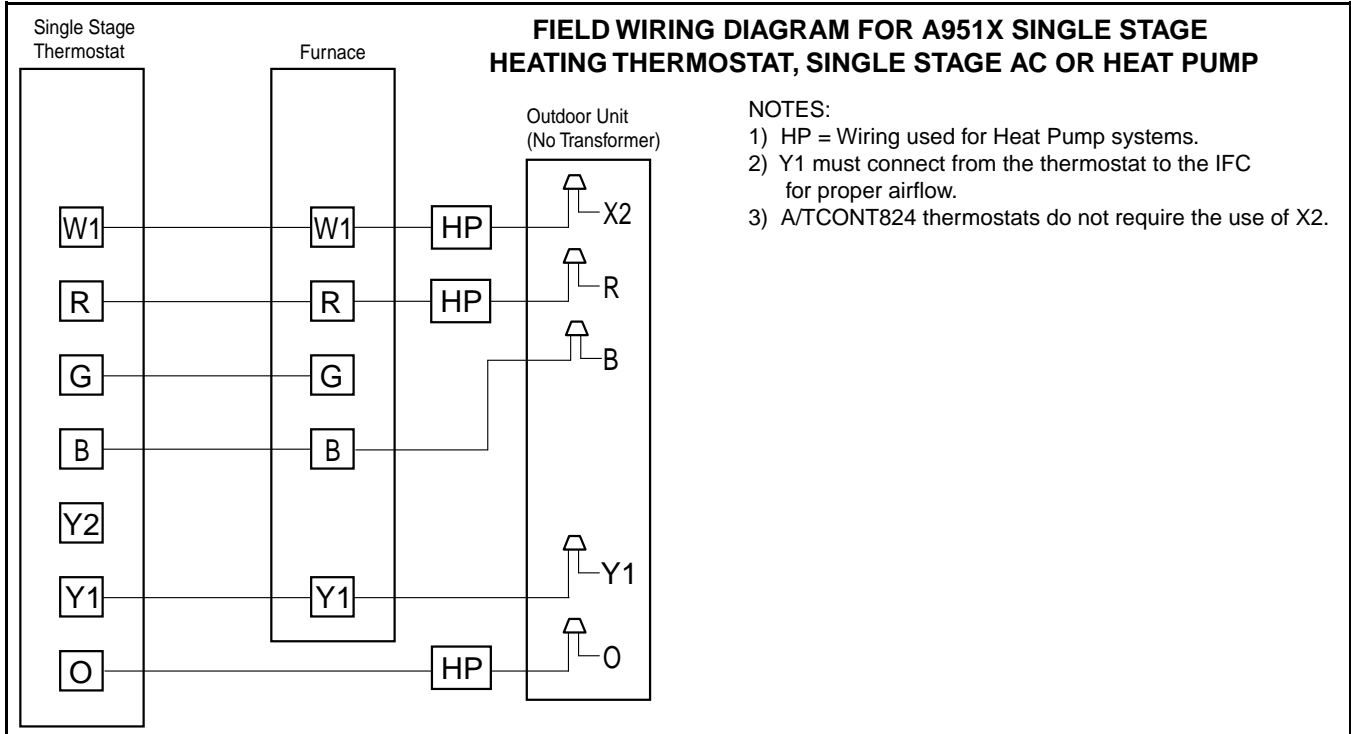 Single Stage
Thermostat
Furnace
FIELD WIRING DIAGRAM FOR A951X SINGLE STAGE
HEATING THERMOSTAT, SINGLE STAGE AC OR HEAT PUMP
Outdoor Unit
(No Transformer)
NOTES:
1) HP = Wiring used for Heat Pump systems.
2) Y1 must connect from the thermostat to the IFC
for proper airflow.
3) A/TCONT824 thermostats do not require the use of X2.
W1 W1 HP X2
R R HP R
G G
B B B
Y2
Y1 Y1 Y1
O HP O